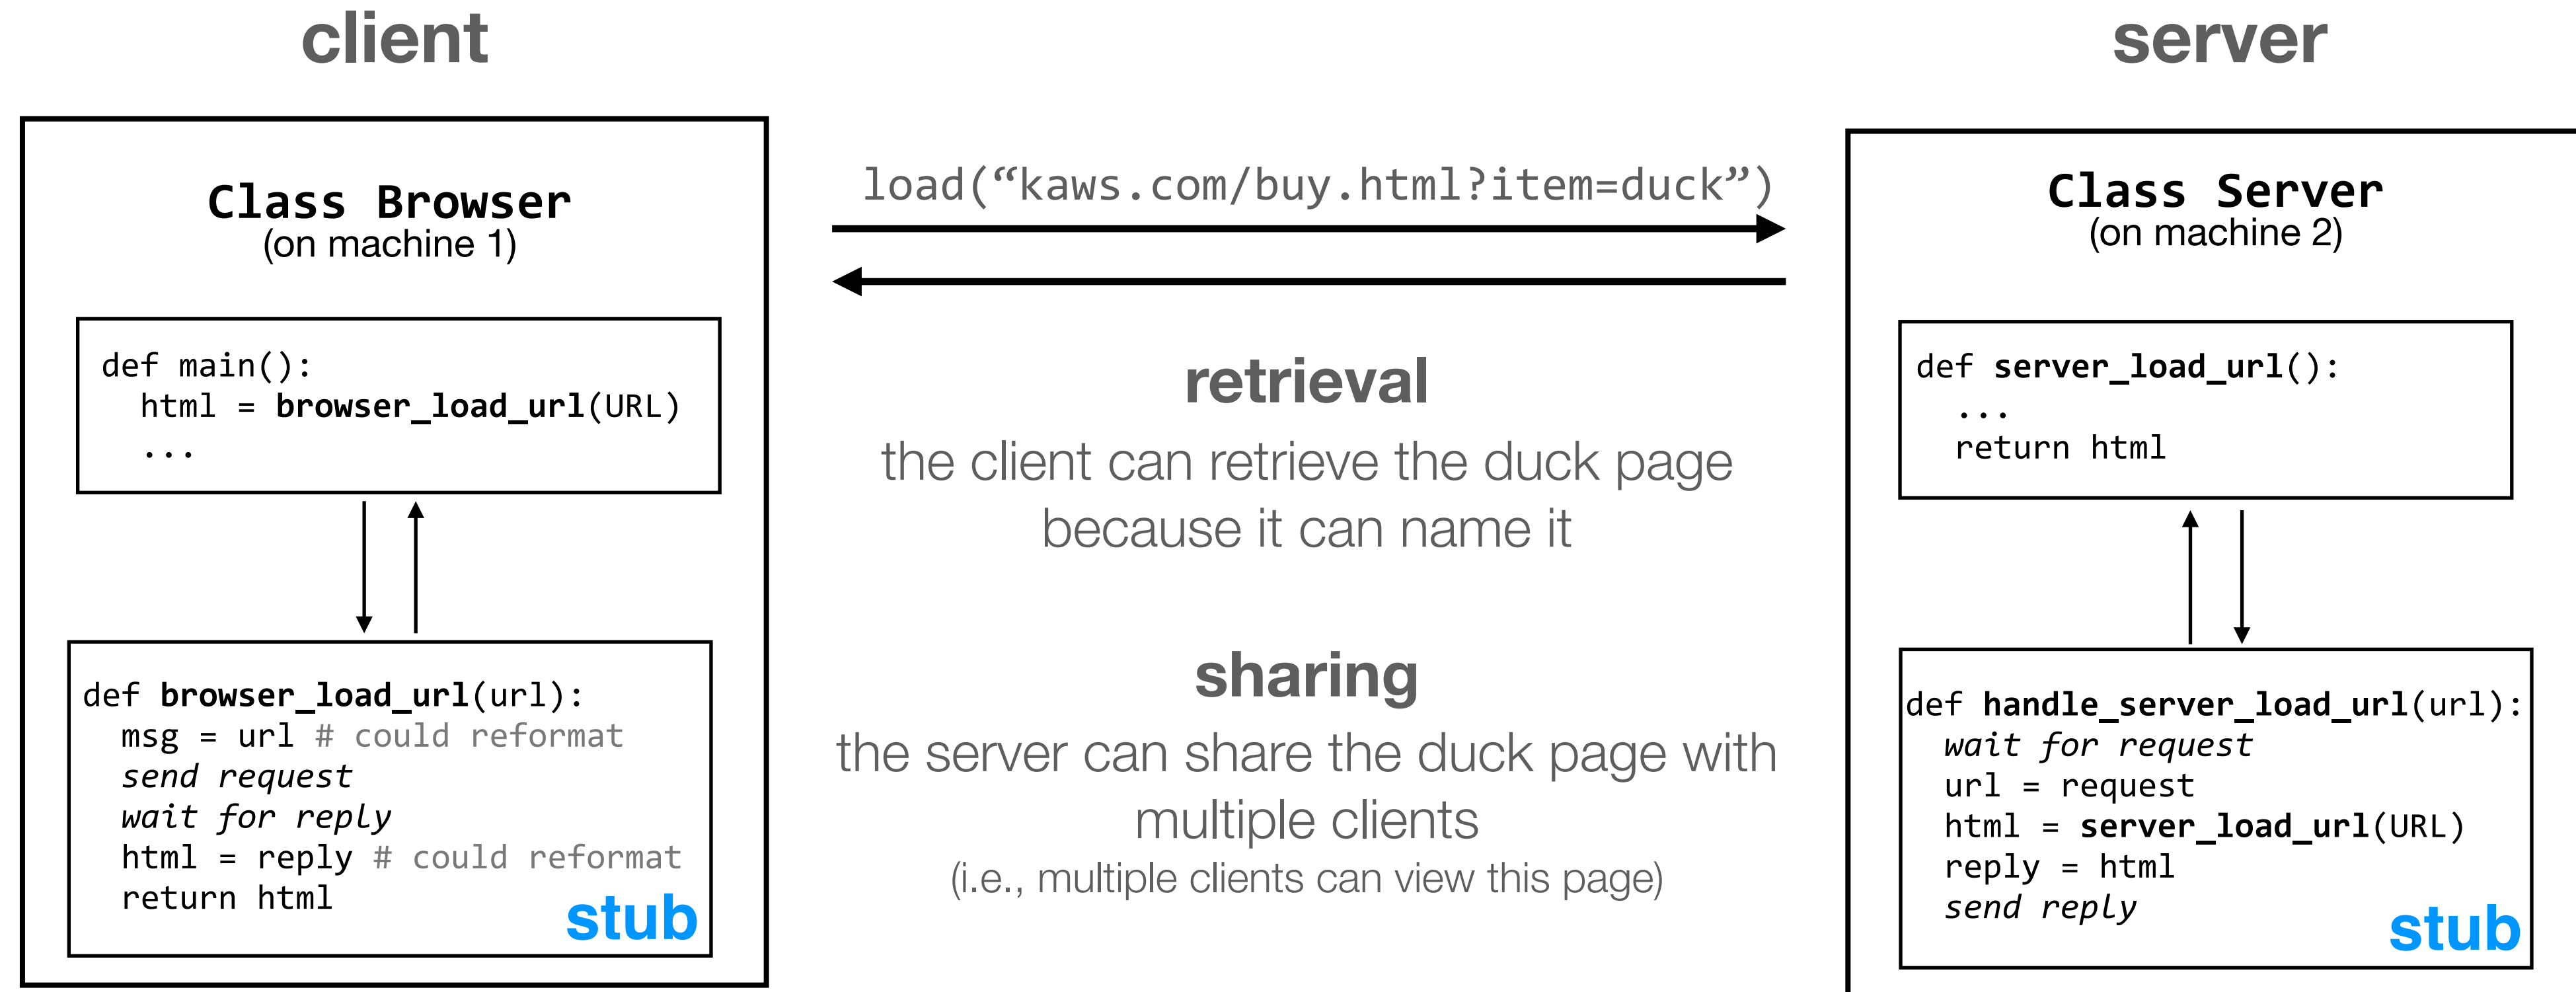 client
Class Browser
(on machine 1)
def main():
html = browser_load_url(URL)
...
def browser_load_url(url):
msg = url # could reformat
send request
wait for reply
html = reply # could reformat
return html
stub
load(“kaws.com/buy.html?item=duck”)
retrieval
the client can retrieve the duck page
because it can name it
sharing
the server can share the duck page with
multiple clients
(i.e., multiple clients can view this page)
server
Class Server
(on machine 2)
def server_load_url():
...
return html
def handle_server_load_url(url):
wait for request
url = request
html = server_load_url(URL)
reply = html
send reply
stub